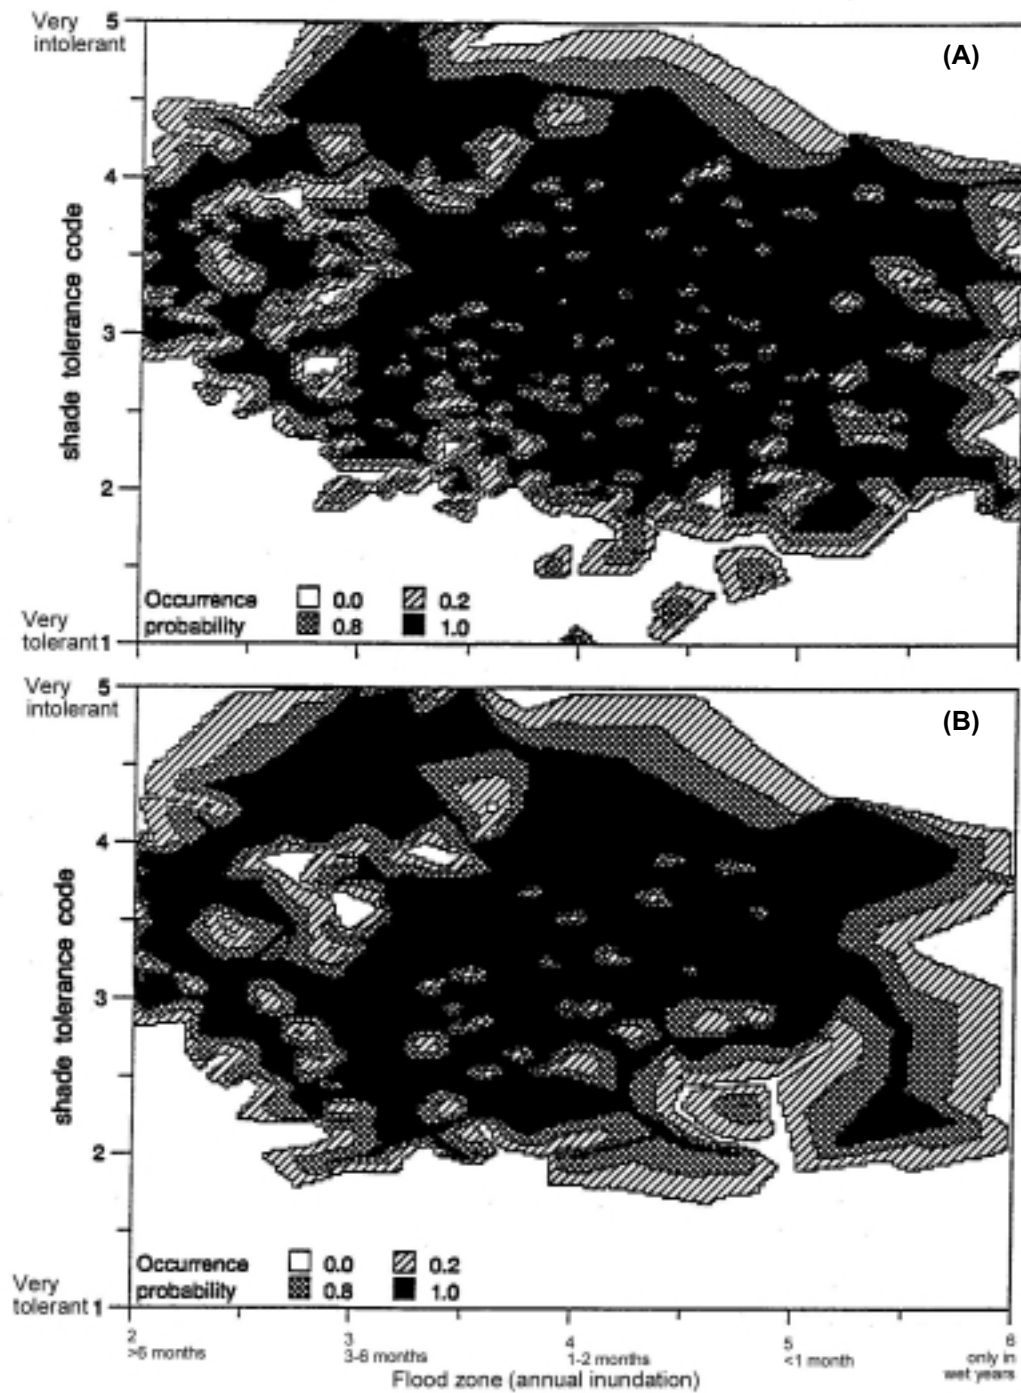 Very
intolerant
5
(A)
4
shade tolerance code
3
2
Occurrence
probability
0.0
0.2
0.8
1.0
Very
tolerant 1
Very
intolerant
5
(B)
4
shade tolerance code
3
2
Occurrence
probability
0.0
0.2
0.8
1.0
Very
tolerant 1
2 3 4 5 6
>6 months 3-6 months 1-2 months <1 month only in
wet years
Flood zone (annual inundation)